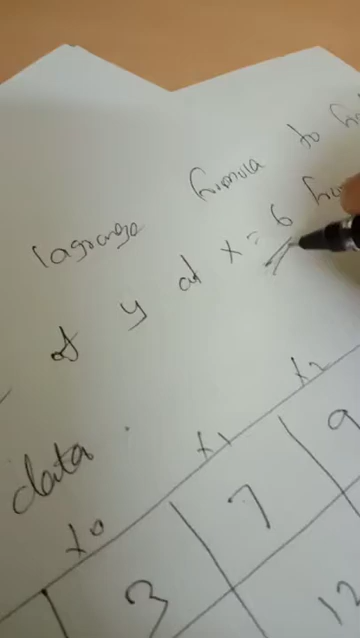 lagrange formula to
of y at x = 6
data.
x0 x1 x2
3 7 9
12